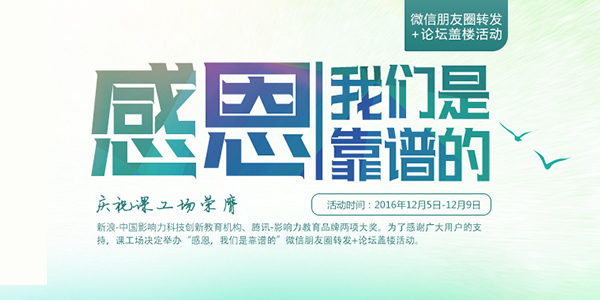 微信朋友圈转发
+论坛盖楼活动
感恩
我们是
靠谱的
庆祝课工场荣膺
活动时间：2016年12月5日-12月9日
新浪-中国影响力科技创新教育机构、腾讯-影响力教育品牌两项大奖。为了感谢广大用户的支
持，课工场决定举办“感恩，我们是靠谱的”微信朋友圈转发+论坛盖楼活动。